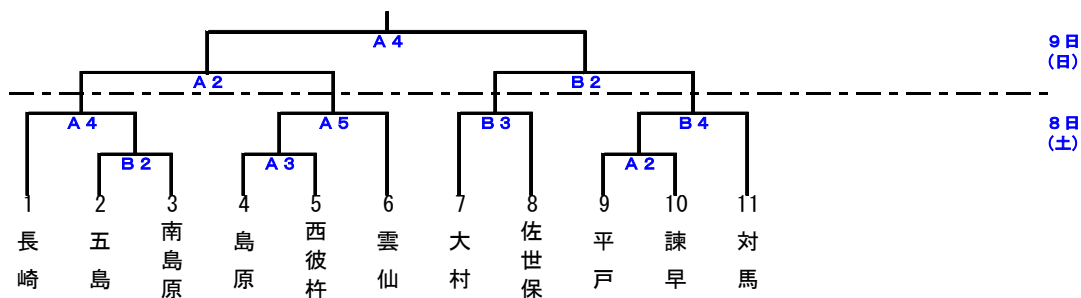 A4
9日
(日)
A2
B2
A4
A5
B3
B4
8日
(土)
B2
A3
A2
1 2 3 4 5 6 7 8 9 10 11
長崎
五島
南島原
島原
西彼杵
雲仙
大村
佐世保
平戸
諫早
対馬